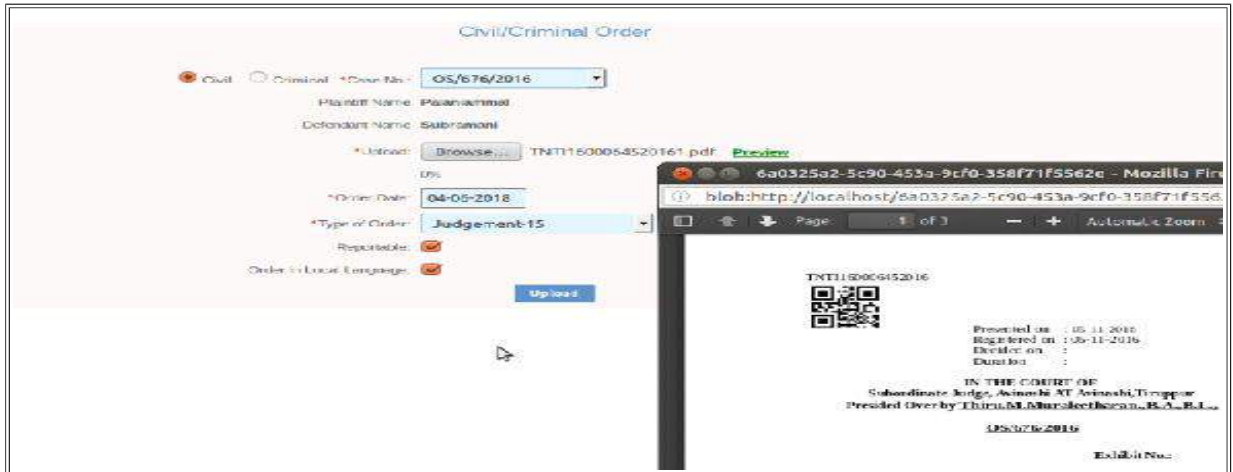 Civil/Criminal Order
Civil Criminal *Case No.: OS/676/2016
Plaintiff Name Palaniammal
Defendant Name Subramani
*Upload: Browse... TNTI1600064520161.pdf Preview
0%
*Order Date: 04-06-2018
*Type of Order: Judgement-15
Reportable:
Order in Local Language:
Upload
6a0325a2-5c90-453a-9cf0-358f71f5562e - Mozilla Fire
blob:http://localhost/6a0325a2-5c90-453a-9cf0-358f71f556
Page: 1 of 3 Automatic Zoom
TNTI160006452016
Presented on : 05-11-2016
Registered on : 05-11-2016
Decided on :
Duration :
IN THE COURT OF
Subordinate Judge, Avinashi AT Avinashi,Tiruppur
Presided Over by Thiru.M.Muraleetharan., B.A., B.L.,
OS/676/2016
Exhibit No.: